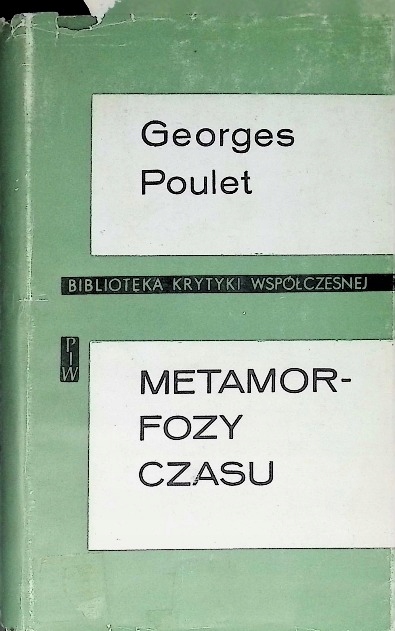 Georges
Poulet
BIBLIOTEKA KRYTYKI WSPÓŁCZESNEJ
PIW
METAMOR-
FOZY
CZASU